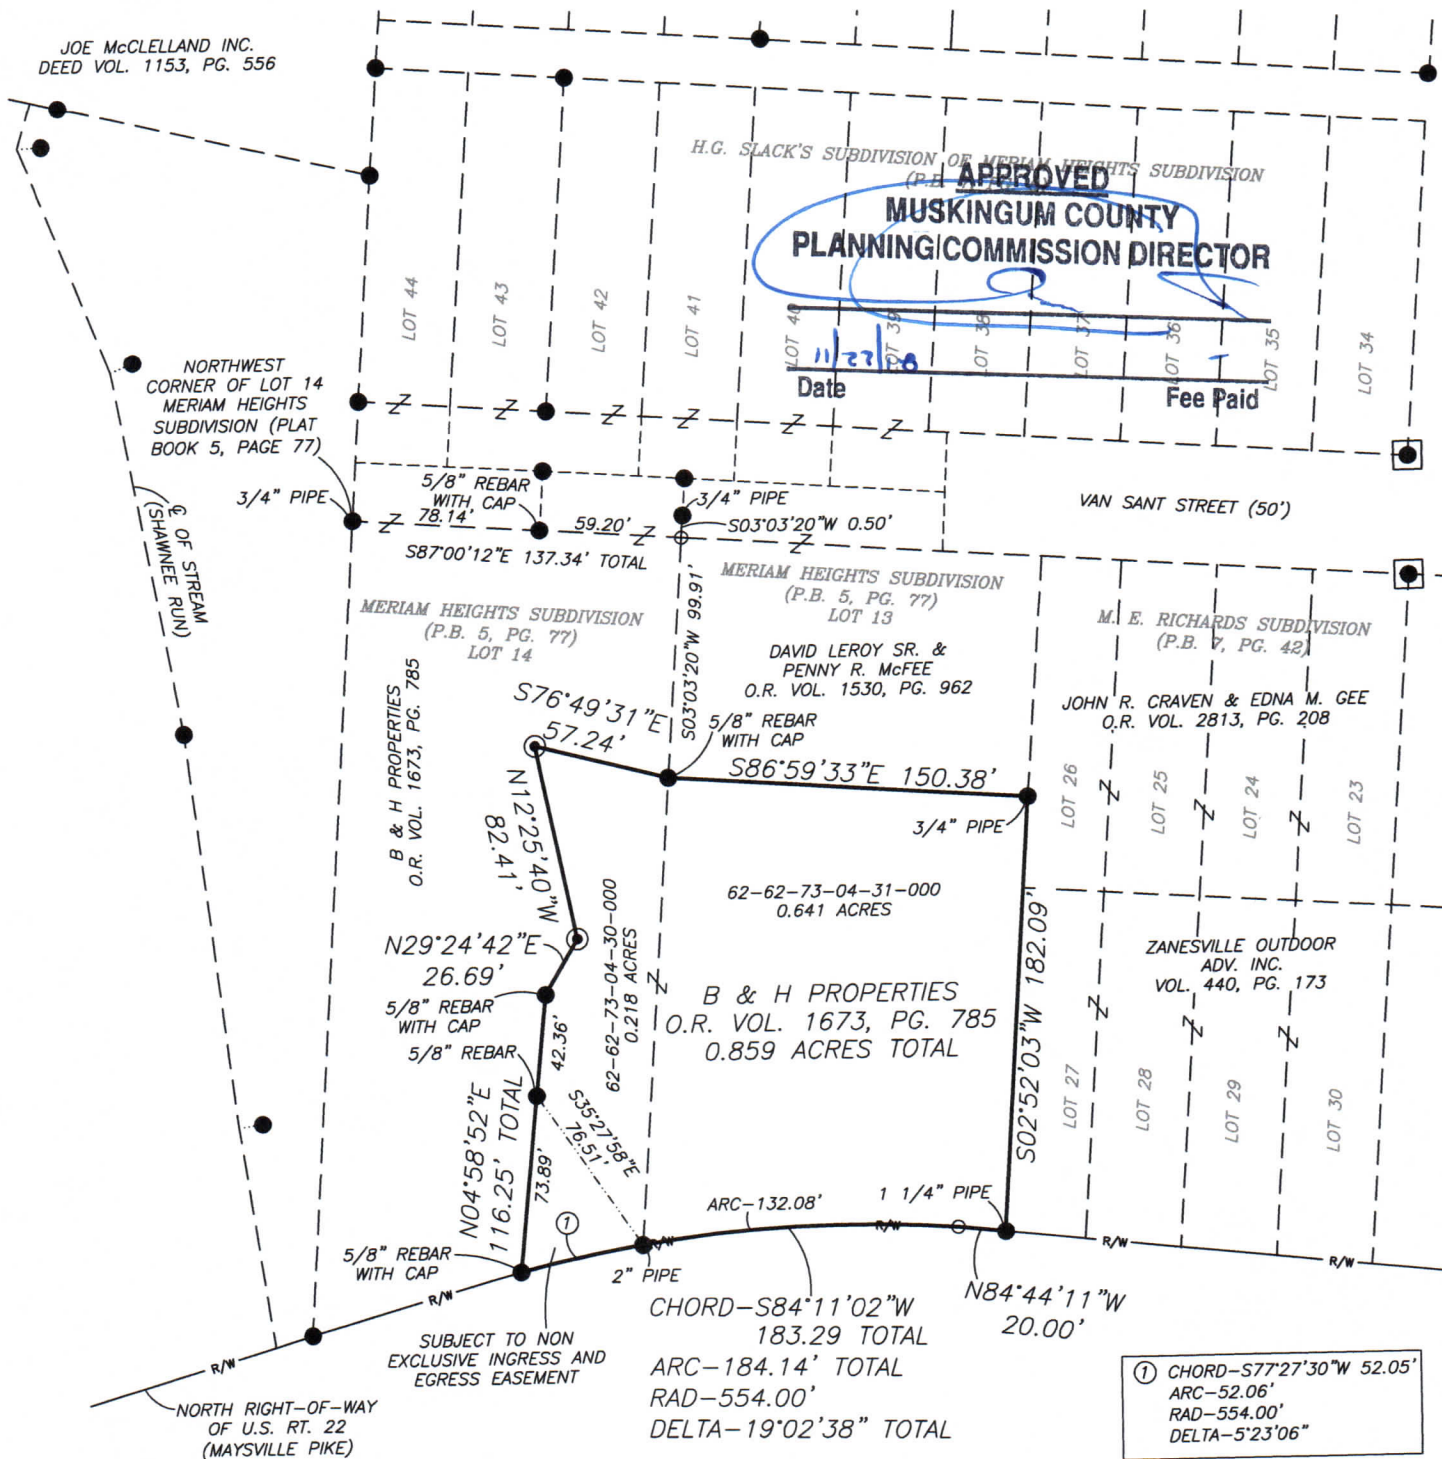 JOE McCLELLAND INC.
DEED VOL. 1153, PG. 556
H.G. SLACK'S SUBDIVISION OF MERIAM HEIGHTS SUBDIVISION
(P.B.
APPROVED
MUSKINGUM COUNTY
PLANNING COMMISSION DIRECTOR
Date
Fee Paid
LOT 44
LOT 43
LOT 42
LOT 41
LOT 40
LOT 39
LOT 38
LOT 37
LOT 36
LOT 35
LOT 34
NORTHWEST
CORNER OF LOT 14
MERIAM HEIGHTS
SUBDIVISION (PLAT
BOOK 5, PAGE 77)
3/4" PIPE
5/8" REBAR
WITH CAP
78.14'
59.20'
3/4" PIPE
S03°03'20"W 0.50'
S87°00'12"E 137.34' TOTAL
VAN SANT STREET (50')
℄ OF STREAM
(SHAWNEE RUN)
MERIAM HEIGHTS SUBDIVISION
(P.B. 5, PG. 77)
LOT 14
S03°03'20"W 99.91'
MERIAM HEIGHTS SUBDIVISION
(P.B. 5, PG. 77)
LOT 13
DAVID LEROY SR. &
PENNY R. McFEE
O.R. VOL. 1530, PG. 962
M. E. RICHARDS SUBDIVISION
(P.B. 7, PG. 42)
JOHN R. CRAVEN & EDNA M. GEE
O.R. VOL. 2813, PG. 208
B & H PROPERTIES
O.R. VOL. 1673, PG. 785
S76°49'31"E
57.24'
5/8" REBAR
WITH CAP
S86°59'33"E 150.38'
3/4" PIPE
LOT 26
LOT 25
LOT 24
LOT 23
N12°25'40"W
82.41'
62-62-73-04-31-000
0.641 ACRES
62-62-73-04-30-000
0.218 ACRES
N29°24'42"E
26.69'
5/8" REBAR
WITH CAP
5/8" REBAR
42.36'
B & H PROPERTIES
O.R. VOL. 1673, PG. 785
0.859 ACRES TOTAL
S02°52'03"W 182.09'
ZANESVILLE OUTDOOR
ADV. INC.
VOL. 440, PG. 173
LOT 27
LOT 28
LOT 29
LOT 30
N04°58'52"E
116.25' TOTAL
73.89'
S35°27'58"E
76.51'
ARC-132.08'
1 1/4" PIPE
1
5/8" REBAR
WITH CAP
2" PIPE
R/W
R/W
R/W
R/W
R/W
R/W
CHORD-S84°11'02"W
183.29 TOTAL
ARC-184.14' TOTAL
RAD-554.00'
DELTA-19°02'38" TOTAL
N84°44'11"W
20.00'
SUBJECT TO NON
EXCLUSIVE INGRESS AND
EGRESS EASEMENT
NORTH RIGHT-OF-WAY
OF U.S. RT. 22
(MAYSVILLE PIKE)
1 CHORD-S77°27'30"W 52.05'
ARC-52.06'
RAD-554.00'
DELTA-5°23'06"